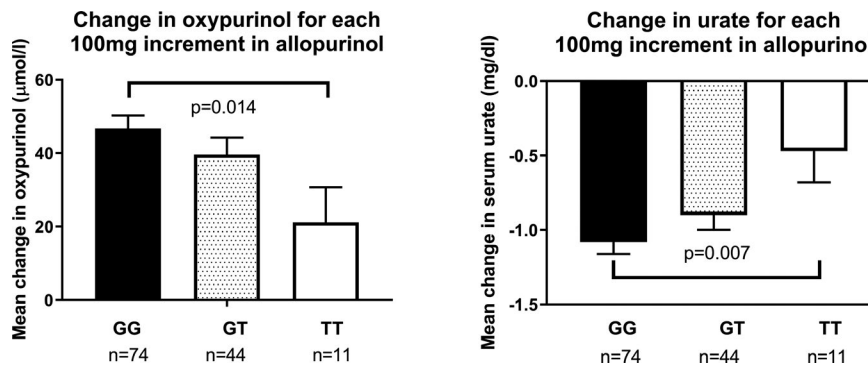 Change in oxypurinol for each
100mg increment in allopurinol
Mean change in oxypurinol (μmol/l)
60
40
20
0
p=0.014
GG GT TT
n=74 n=44 n=11
Change in urate for each
100mg increment in allopurino
Mean change in serum urate (mg/dl)
0.0
-0.5
-1.0
-1.5
p=0.007
GG GT TT
n=74 n=44 n=11